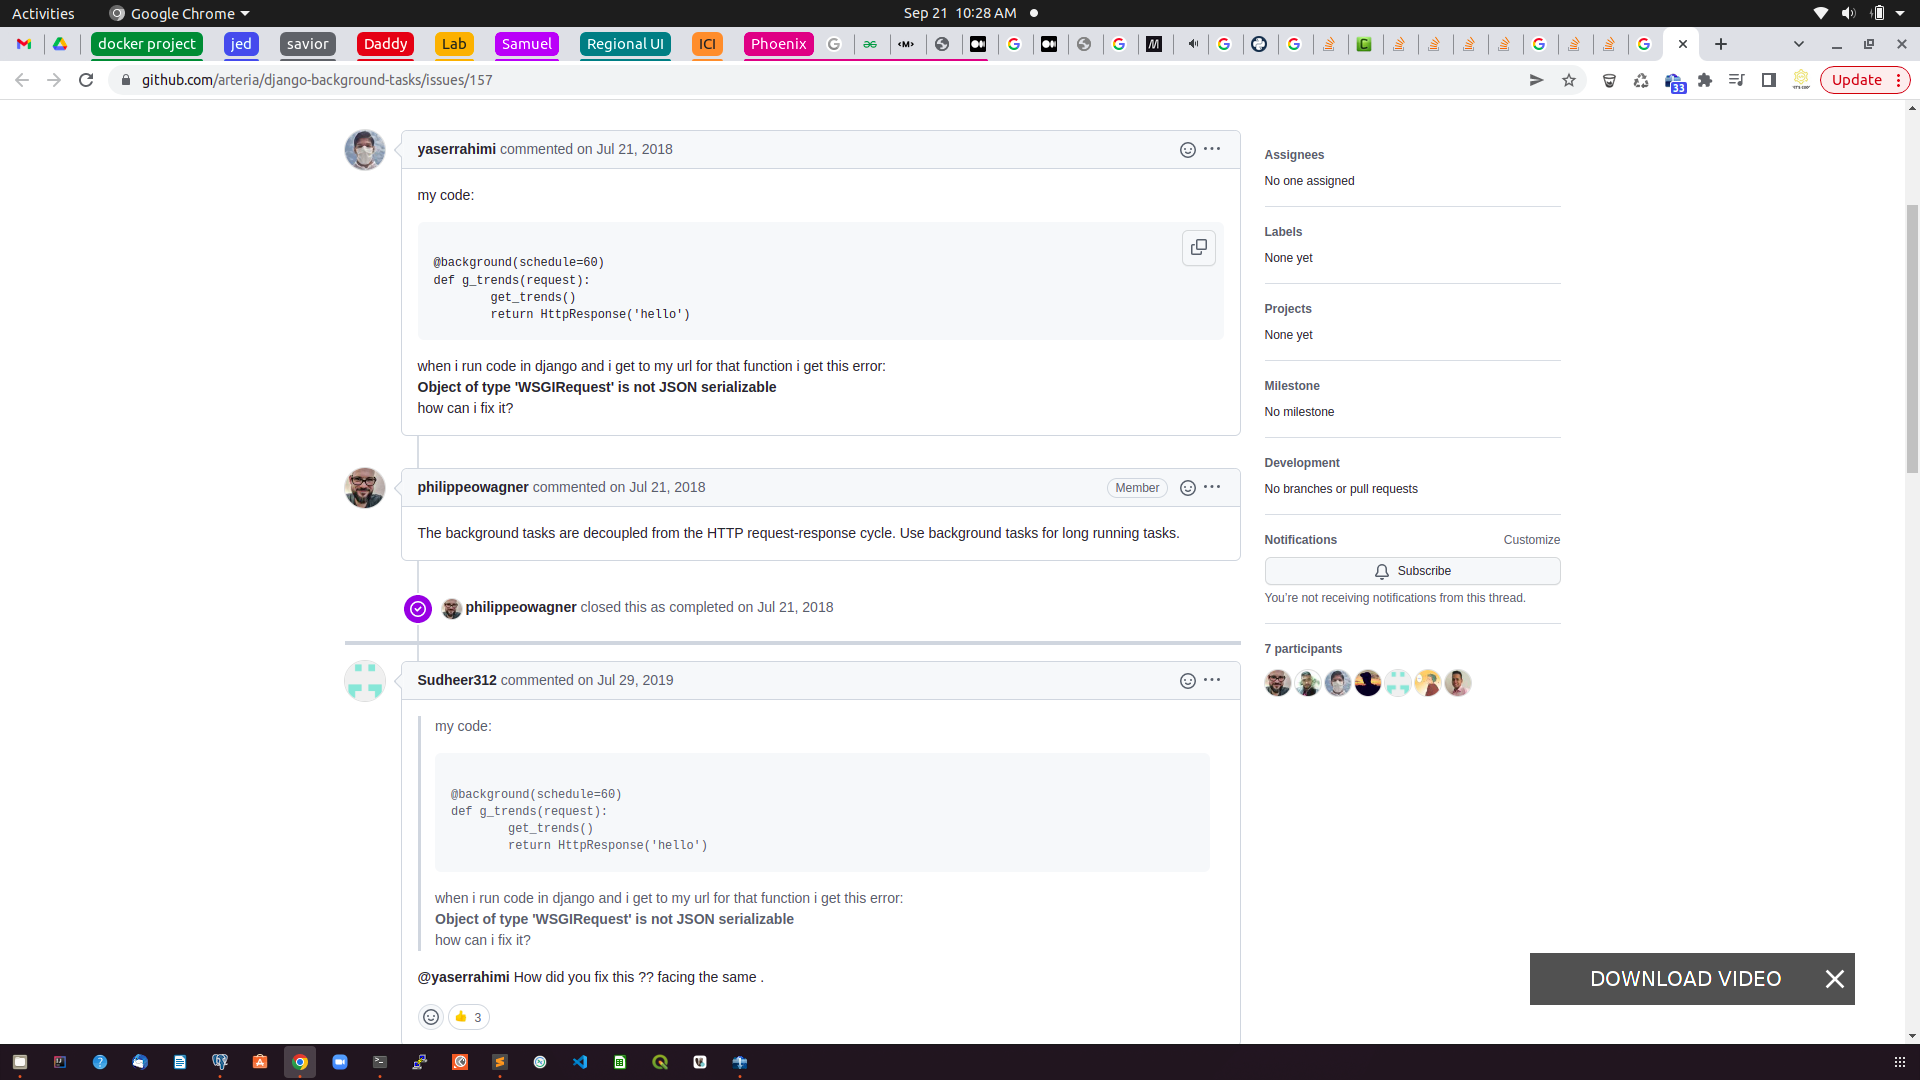 Activities
Google Chrome
Sep 21 10:28 AM
docker project
jed
savior
Daddy
Lab
Samuel
Regional UI
ICI
Phoenix
github.com/arteria/django-background-tasks/issues/157
33
Update
yaserrahimi commented on Jul 21, 2018
my code:
@background(schedule=60)
def g_trends(request):
get_trends()
return HttpResponse('hello')
when i run code in django and i get to my url for that function i get this error:
Object of type 'WSGIRequest' is not JSON serializable
how can i fix it?
philippeowagner commented on Jul 21, 2018
Member
The background tasks are decoupled from the HTTP request-response cycle. Use background tasks for long running tasks.
philippeowagner closed this as completed on Jul 21, 2018
Sudheer312 commented on Jul 29, 2019
my code:
@background(schedule=60)
def g_trends(request):
get_trends()
return HttpResponse('hello')
when i run code in django and i get to my url for that function i get this error:
Object of type 'WSGIRequest' is not JSON serializable
how can i fix it?
@yaserrahimi How did you fix this ?? facing the same .
3
Assignees
No one assigned
Labels
None yet
Projects
None yet
Milestone
No milestone
Development
No branches or pull requests
Notifications
Customize
Subscribe
You're not receiving notifications from this thread.
7 participants
DOWNLOAD VIDEO